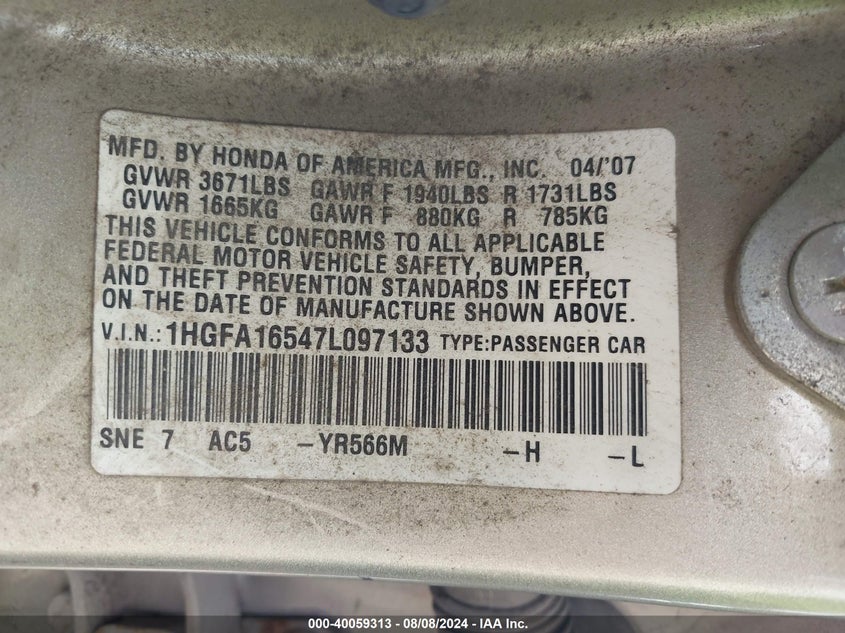 MFD. BY HONDA OF AMERICA MFG., INC. 04/'07
GVWR 3671LBS GAWR F 1940LBS R 1731LBS
GVWR 1665KG GAWR F 880KG R 785KG
THIS VEHICLE CONFORMS TO ALL APPLICABLE
FEDERAL MOTOR VEHICLE SAFETY, BUMPER,
AND THEFT PREVENTION STANDARDS IN EFFECT
ON THE DATE OF MANUFACTURE SHOWN ABOVE.
V.I.N.: 1HGFA16547L097133 TYPE:PASSENGER CAR
SNE 7 AC5 -YR566M -H -L
000-40059313 - 08/08/2024 - IAA Inc.